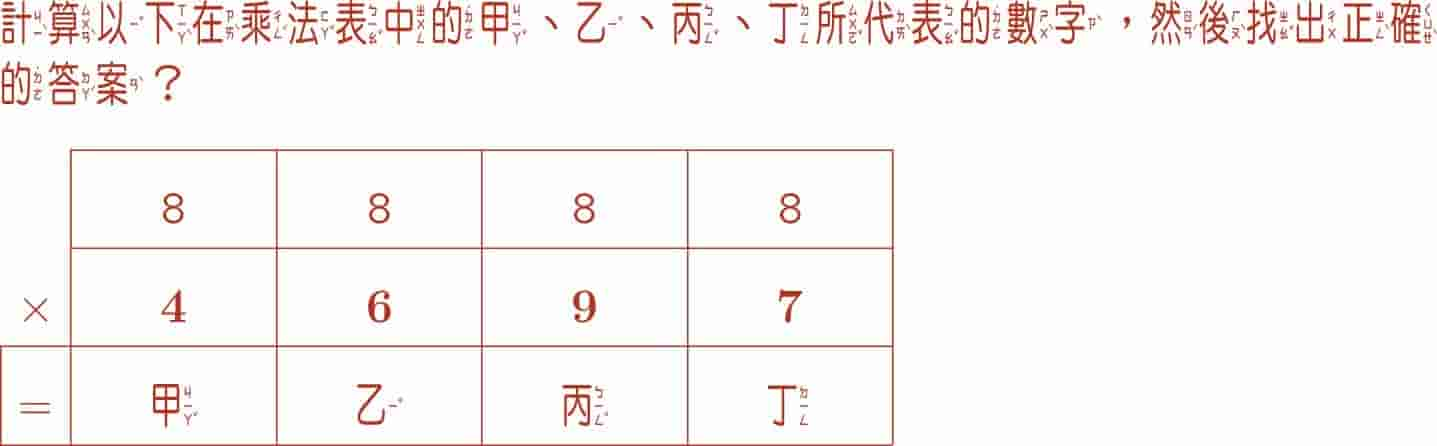 計算以下在乘法表中的甲、乙、丙、丁所代表的數字，然後找出正確
的答案？
8 8 8 8
× 4 6 9 7
= 甲 乙 丙 丁